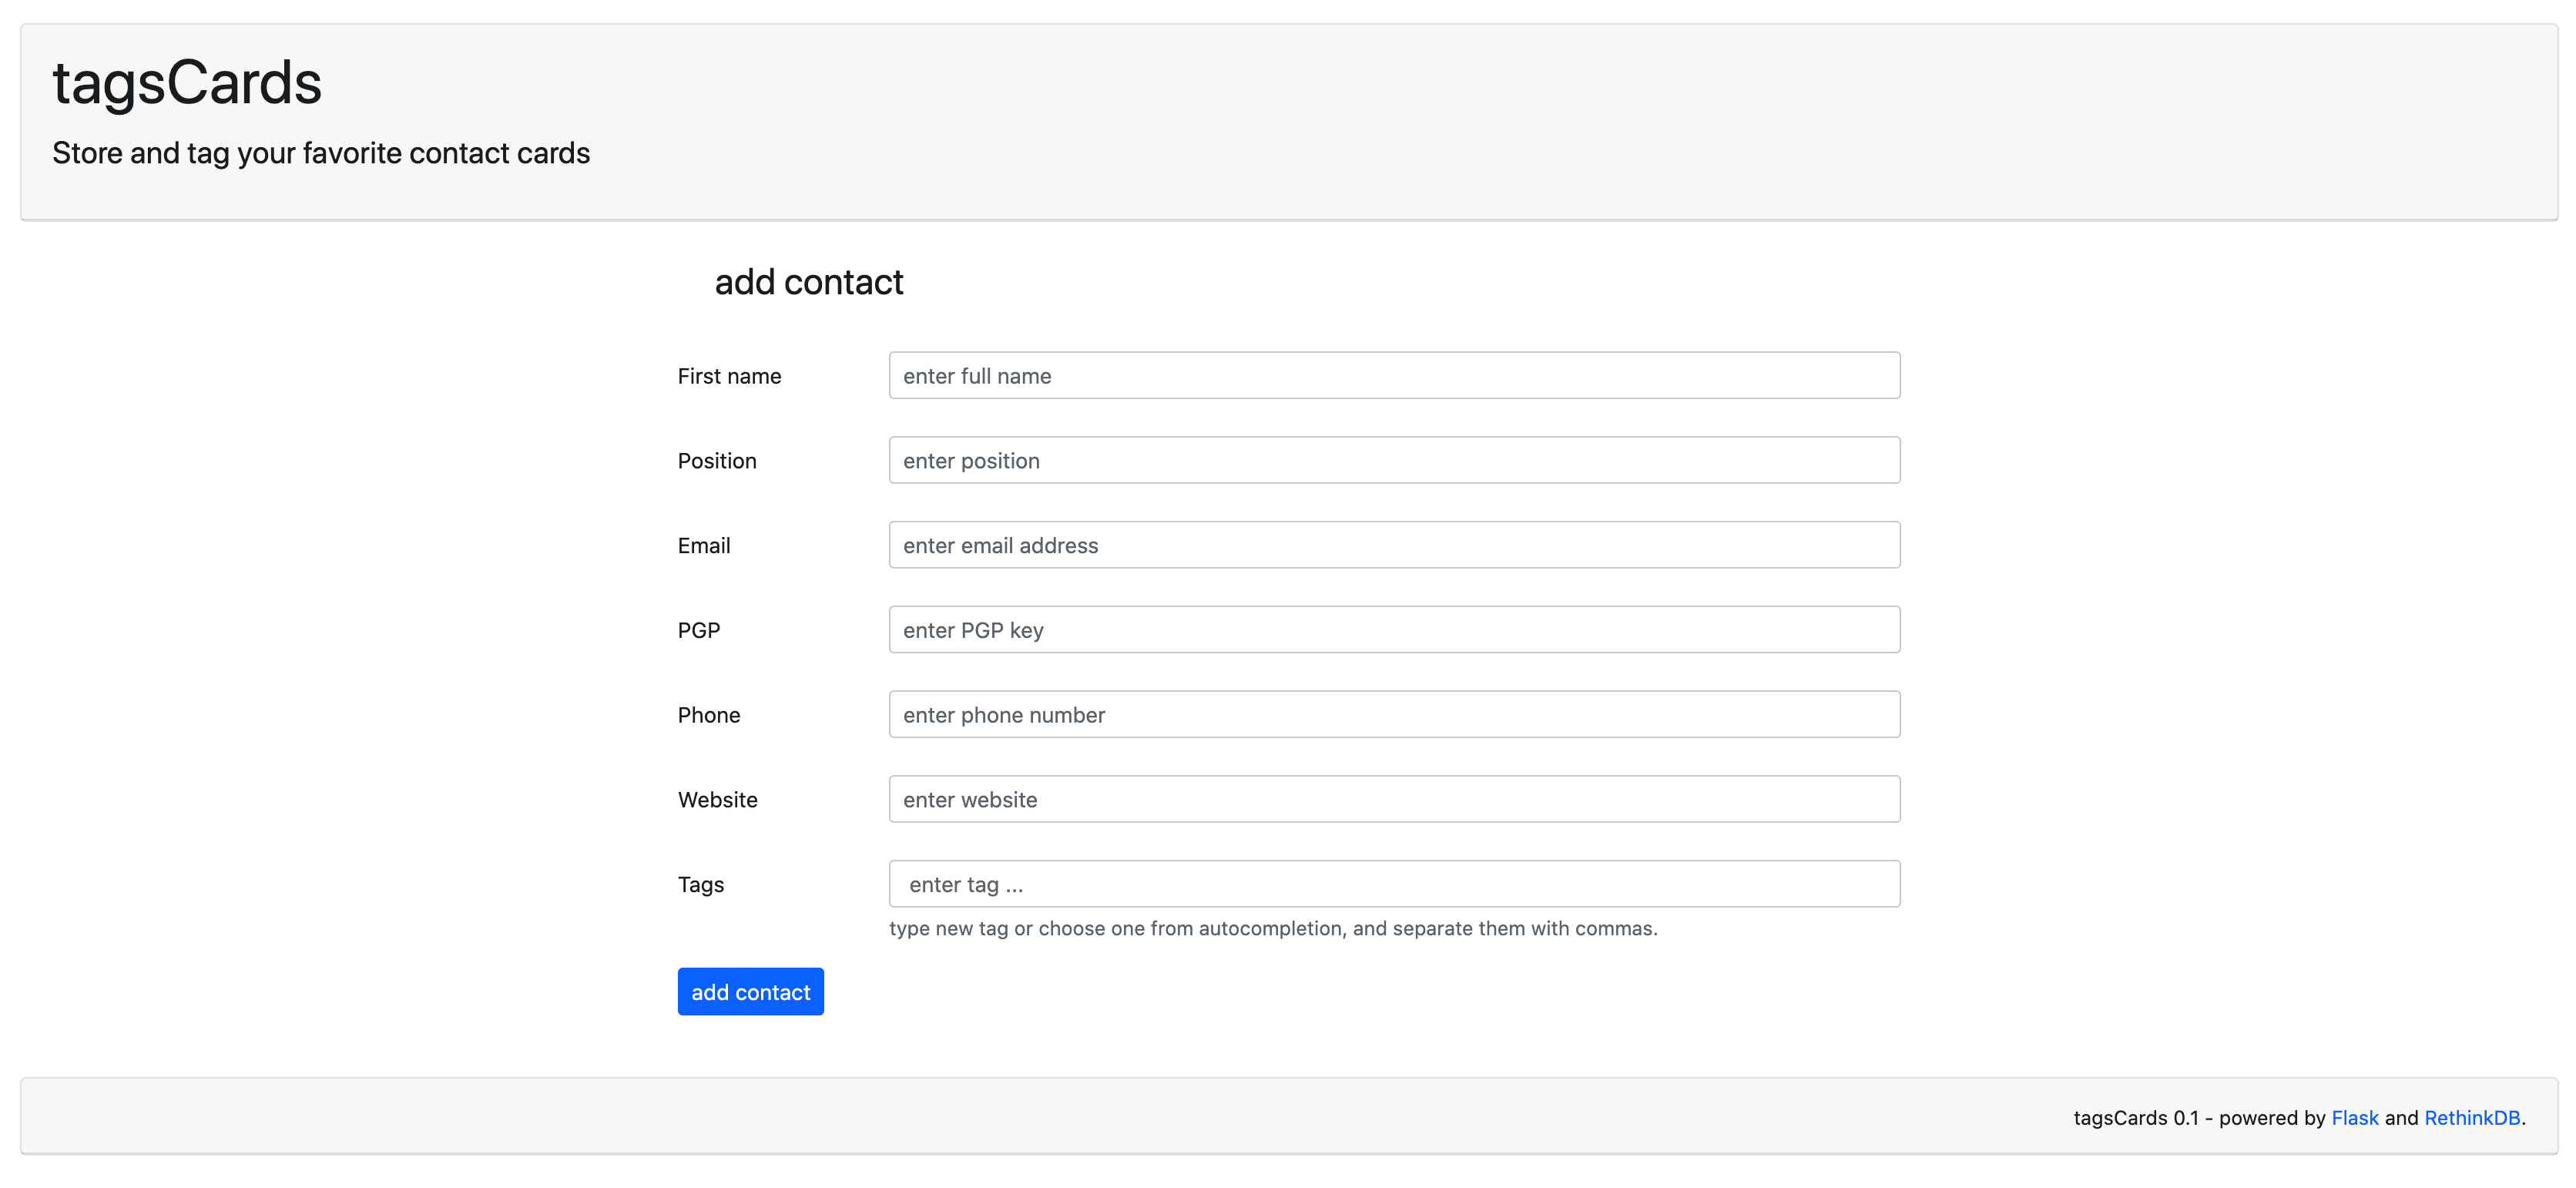 tagsCards
Store and tag your favorite contact cards
add contact
First name
enter full name
Position
enter position
Email
enter email address
PGP
enter PGP key
Phone
enter phone number
Website
enter website
Tags
enter tag ...
type new tag or choose one from autocompletion, and separate them with commas.
add contact
tagsCards 0.1 - powered by Flask and RethinkDB.